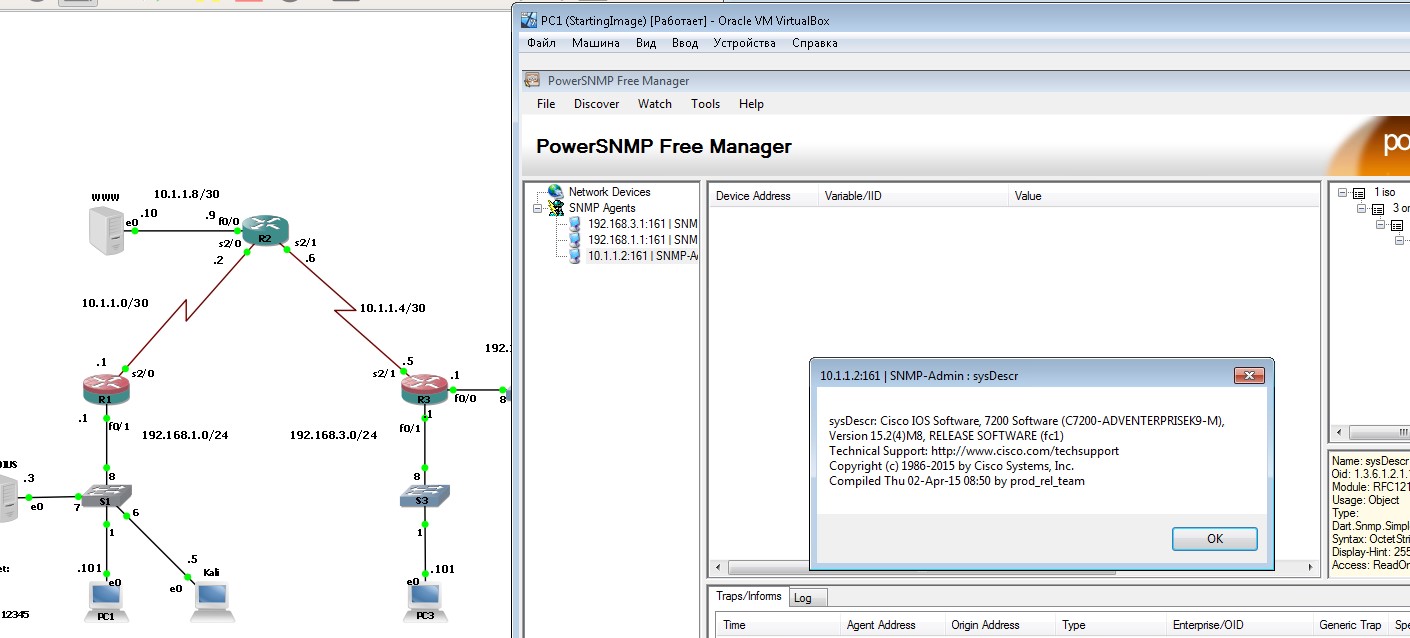 www
10.1.1.8/30
e0
.10
.9
f0/0
R2
s2/0
s2/1
.2
.6
10.1.1.0/30
10.1.1.4/30
.1
s2/0
R1
.1
f0/1
192.168.1.0/24
.5
s2/1
R3
.1
f0/0
8
.1
f0/1
192.168.3.0/24
.3
e0
7
8
S1
6
1
.101
e0
PC1
.5
Kali
e0
8
S3
1
.101
e0
PC3
12345
PC1 (StartingImage) [Работает] - Oracle VM VirtualBox
Файл Машина Вид Ввод Устройства Справка
PowerSNMP Free Manager
File Discover Watch Tools Help
PowerSNMP Free Manager
po
Network Devices
SNMP Agents
192.168.3.1:161 | SNM
192.168.1.1:161 | SNM
10.1.1.2:161 | SNMP-A
Device Address Variable/IID Value
1 iso
3 or
10.1.1.2:161 | SNMP-Admin : sysDescr
sysDescr: Cisco IOS Software, 7200 Software (C7200-ADVENTERPRISEK9-M),
Version 15.2(4)M8, RELEASE SOFTWARE (fc1)
Technical Support: http://www.cisco.com/techsupport
Copyright (c) 1986-2015 by Cisco Systems, Inc.
Compiled Thu 02-Apr-15 08:50 by prod_rel_team
OK
Name: sysDescr
Oid: 1.3.6.1.2.1.
Module: RFC121
Usage: Object
Type:
Dart.Snmp.Simpl
Syntax: OctetStri
Display-Hint: 255
Access: ReadOn
Traps/Informs Log
Time Agent Address Origin Address Type Enterprise/OID Generic Trap Spe